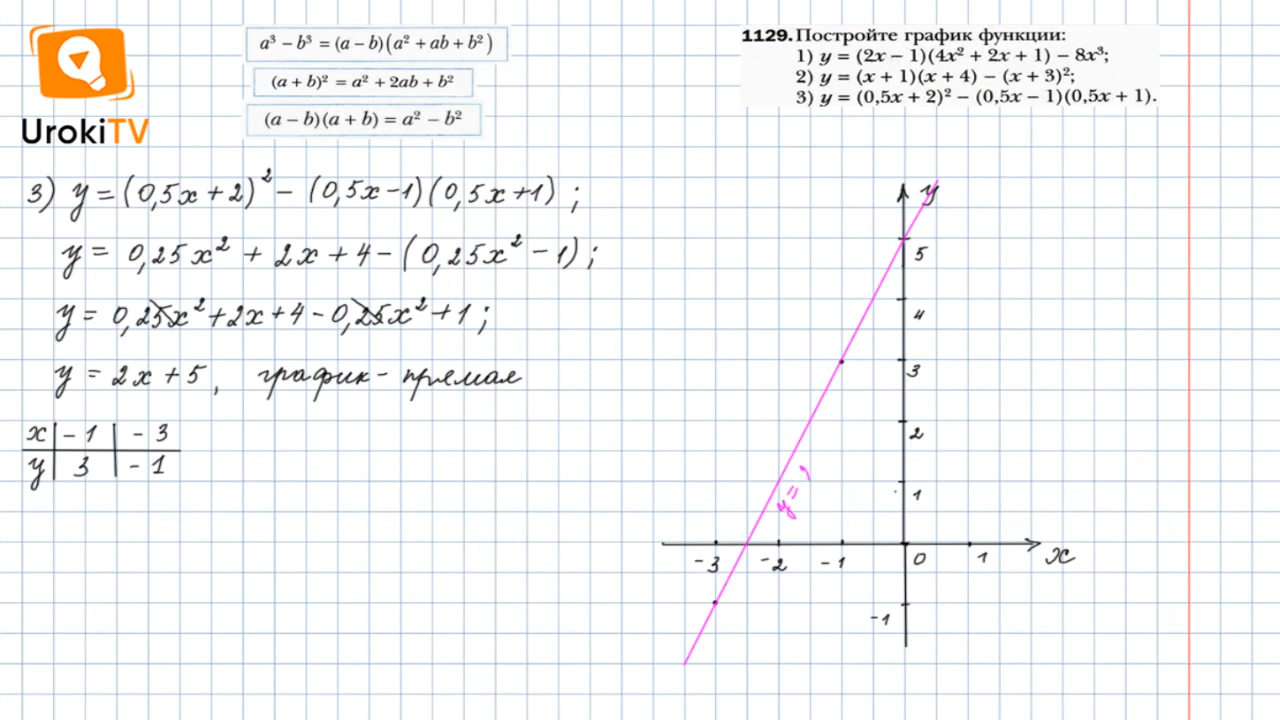 UrokiTV
a³ − b³ = (a − b)(a² + ab + b²)
(a + b)² = a² + 2ab + b²
(a − b)(a + b) = a² − b²
1129. Постройте график функции:
1) y = (2x − 1)(4x² + 2x + 1) − 8x³;
2) y = (x + 1)(x + 4) − (x + 3)²;
3) y = (0,5x + 2)² − (0,5x − 1)(0,5x + 1).
3) y = (0,5x + 2)² − (0,5x − 1)(0,5x + 1);
y = 0,25x² + 2x + 4 − (0,25x² − 1);
y = 0,25x² + 2x + 4 − 0,25x² + 1;
y = 2x + 5, график - прямая
x | −1 | −3
y | 3 | −1
y
5
4
3
2
1
y =
−3 −2 −1 0 1 x
−1